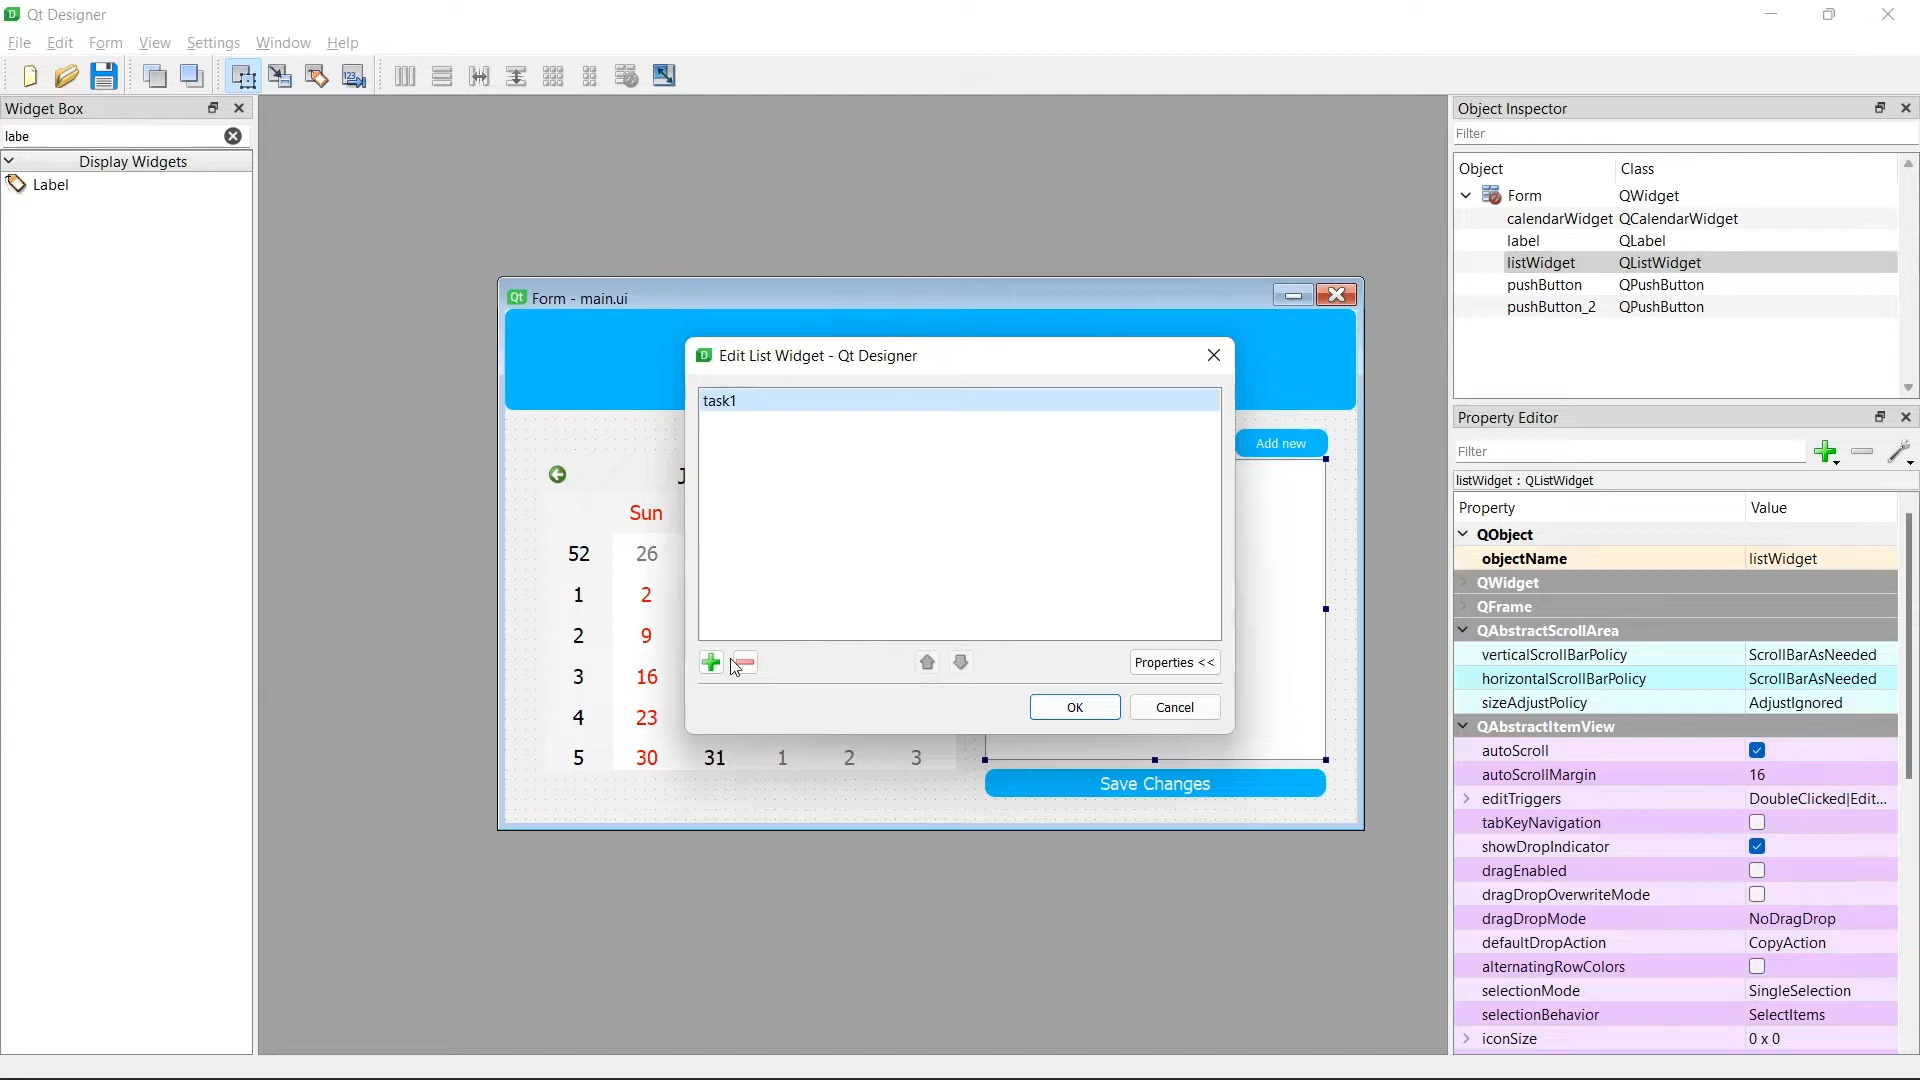 Qt Designer
File Edit Form View Settings Window Help
Widget Box
labe
Display Widgets
Label
Qt Form - main.ui
Edit List Widget - Qt Designer
task1
Properties <<
OK Cancel
Add new
J
Sun
52 26
1 2
2 9
3 16
4 23
5 30 31 1 2 3
Save Changes
Object Inspector
Filter
Object Class
Form QWidget
calendarWidget QCalendarWidget
label QLabel
listWidget QListWidget
pushButton QPushButton
pushButton_2 QPushButton
Property Editor
Filter
listWidget : QListWidget
Property Value
QObject
objectName listWidget
QWidget
QFrame
QAbstractScrollArea
verticalScrollBarPolicy ScrollBarAsNeeded
horizontalScrollBarPolicy ScrollBarAsNeeded
sizeAdjustPolicy AdjustIgnored
QAbstractItemView
autoScroll
autoScrollMargin 16
editTriggers DoubleClicked|Edit...
tabKeyNavigation
showDropIndicator
dragEnabled
dragDropOverwriteMode
dragDropMode NoDragDrop
defaultDropAction CopyAction
alternatingRowColors
selectionMode SingleSelection
selectionBehavior SelectItems
iconSize 0 x 0